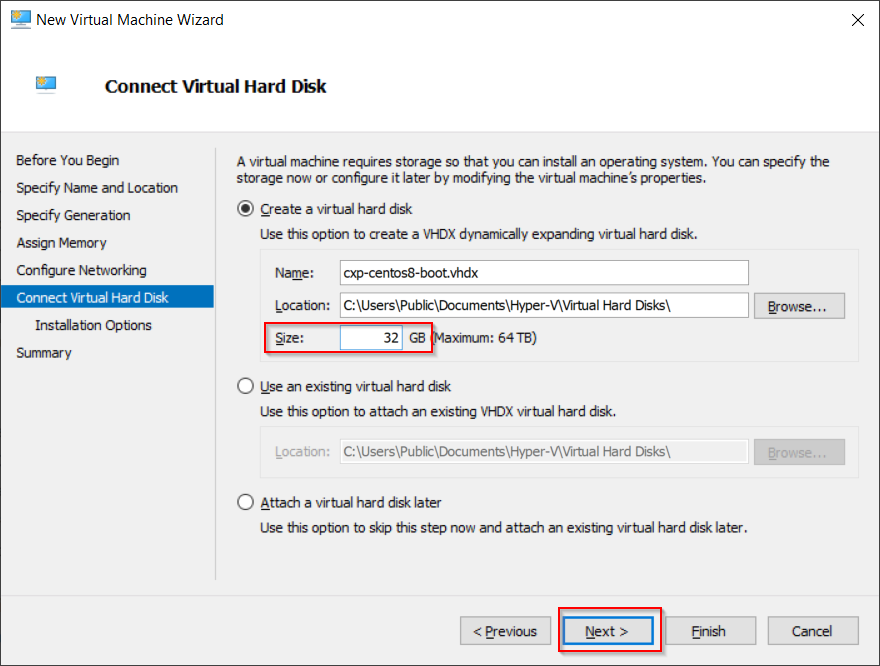 New Virtual Machine Wizard
Connect Virtual Hard Disk
Before You Begin
Specify Name and Location
Specify Generation
Assign Memory
Configure Networking
Connect Virtual Hard Disk
Installation Options
Summary
A virtual machine requires storage so that you can install an operating system. You can specify the
storage now or configure it later by modifying the virtual machine's properties.
Create a virtual hard disk
Use this option to create a VHDX dynamically expanding virtual hard disk.
Name: cxp-centos8-boot.vhdx
Location: C:\Users\Public\Documents\Hyper-V\Virtual Hard Disks\ Browse...
Size: 32 GB (Maximum: 64 TB)
Use an existing virtual hard disk
Use this option to attach an existing VHDX virtual hard disk.
Location: C:\Users\Public\Documents\Hyper-V\Virtual Hard Disks\ Browse...
Attach a virtual hard disk later
Use this option to skip this step now and attach an existing virtual hard disk later.
< Previous Next > Finish Cancel